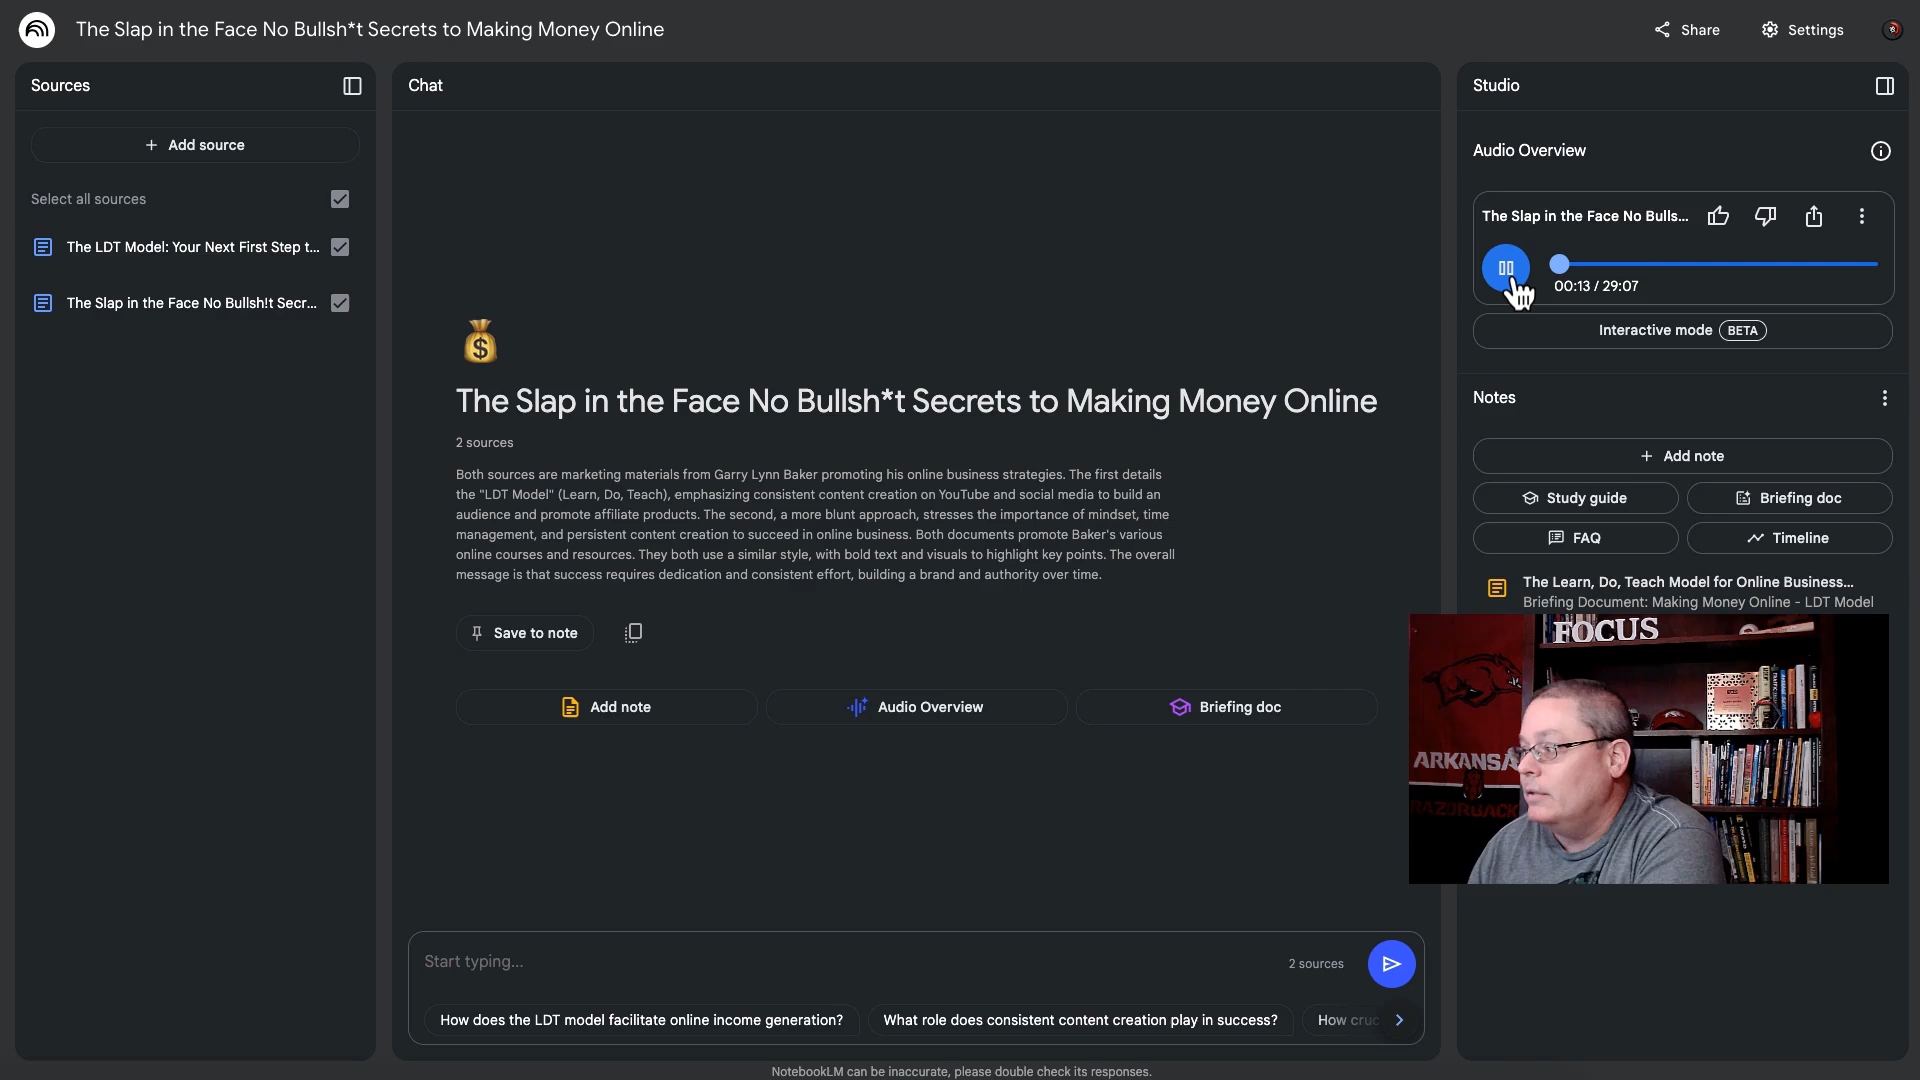 The Slap in the Face No Bullsh*t Secrets to Making Money Online
Share
Settings
Sources
Add source
Select all sources
The LDT Model: Your Next First Step t...
The Slap in the Face No Bullsh!t Secr...
Chat
The Slap in the Face No Bullsh*t Secrets to Making Money Online
2 sources
Both sources are marketing materials from Garry Lynn Baker promoting his online business strategies. The first details
the "LDT Model" (Learn, Do, Teach), emphasizing consistent content creation on YouTube and social media to build an
audience and promote affiliate products. The second, a more blunt approach, stresses the importance of mindset, time
management, and persistent content creation to succeed in online business. Both documents promote Baker's various
online courses and resources. They both use a similar style, with bold text and visuals to highlight key points. The overall
message is that success requires dedication and consistent effort, building a brand and authority over time.
Save to note
Add note
Audio Overview
Briefing doc
Start typing...
2 sources
How does the LDT model facilitate online income generation?
What role does consistent content creation play in success?
How cruc
NotebookLM can be inaccurate, please double check its responses.
Studio
Audio Overview
The Slap in the Face No Bulls...
00:13 / 29:07
Interactive mode BETA
Notes
Add note
Study guide
Briefing doc
FAQ
Timeline
The Learn, Do, Teach Model for Online Business...
Briefing Document: Making Money Online - LDT Model
FOCUS
ARKANSA
RAZORBACK